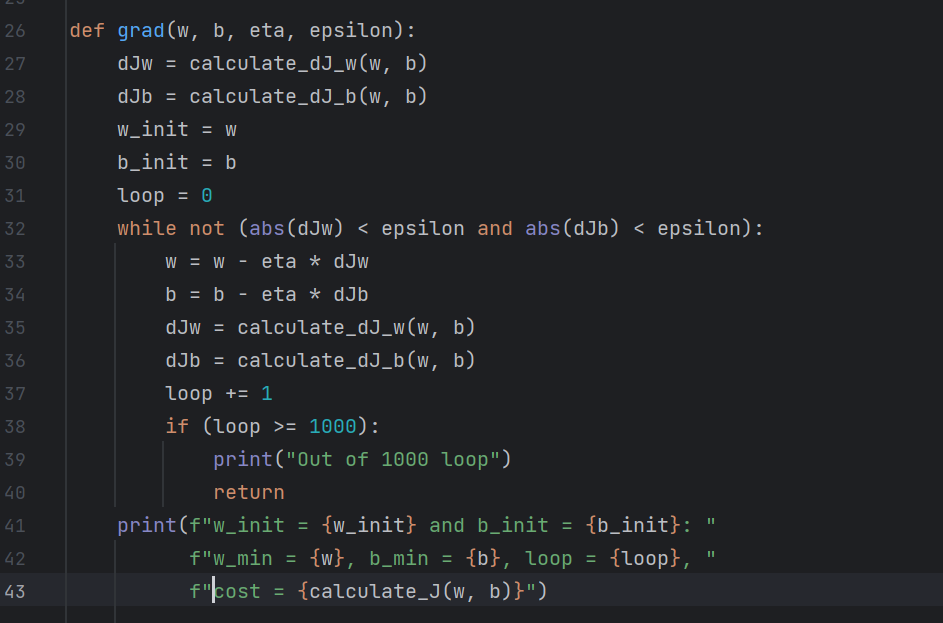 26 def grad(w, b, eta, epsilon):
27     dJw = calculate_dJ_w(w, b)
28     dJb = calculate_dJ_b(w, b)
29     w_init = w
30     b_init = b
31     loop = 0
32     while not (abs(dJw) < epsilon and abs(dJb) < epsilon):
33         w = w - eta * dJw
34         b = b - eta * dJb
35         dJw = calculate_dJ_w(w, b)
36         dJb = calculate_dJ_b(w, b)
37         loop += 1
38         if (loop >= 1000):
39             print("Out of 1000 loop")
40             return
41     print(f"w_init = {w_init} and b_init = {b_init}: "
42           f"w_min = {w}, b_min = {b}, loop = {loop}, "
43           f"cost = {calculate_J(w, b)}")